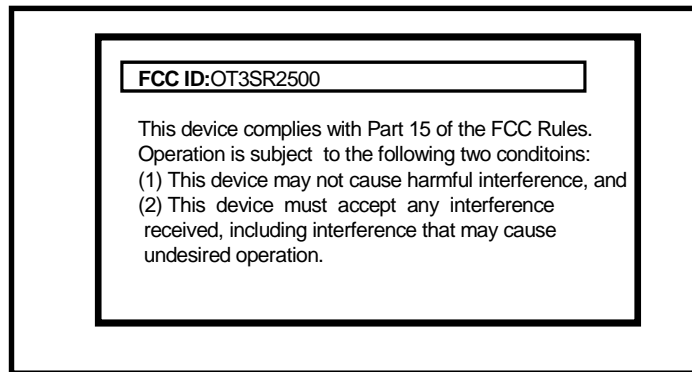 FCC ID:OT3SR2500
This device complies with Part 15 of the FCC Rules.
Operation is subject to the following two conditoins:
(1) This device may not cause harmful interference, and
(2) This device must accept any interference
received, including interference that may cause
undesired operation.